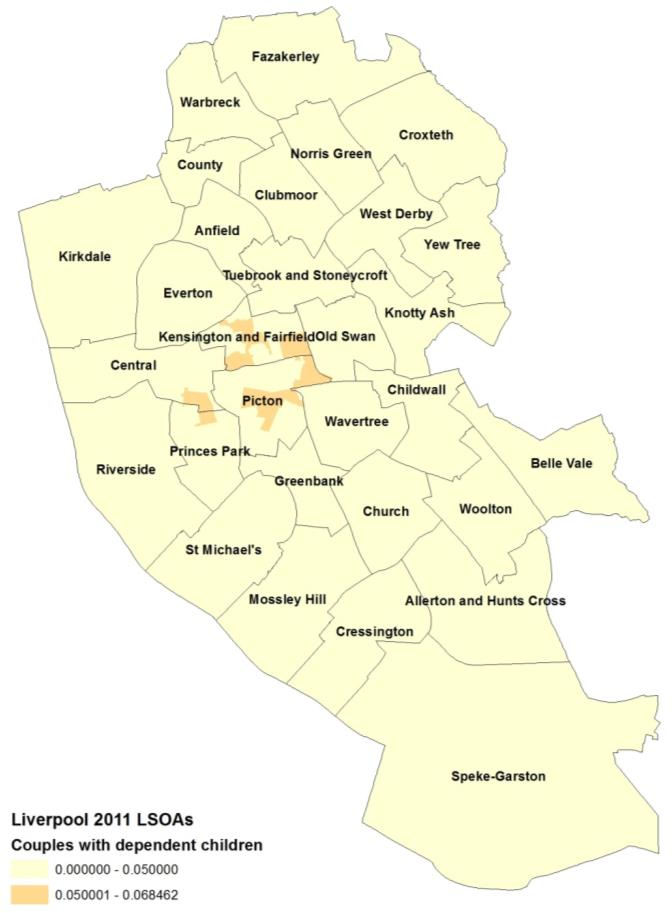 Fazakerley
Warbreck
Croxteth
Norris Green
County
Clubmoor
West Derby
Anfield
Yew Tree
Kirkdale
Tuebrook and Stoneycroft
Everton
Knotty Ash
Kensington and Fairfield
Old Swan
Central
Childwall
Picton
Wavertree
Princes Park
Belle Vale
Riverside
Greenbank
Church
Woolton
St Michael's
Mossley Hill
Allerton and Hunts Cross
Cressington
Speke-Garston
Liverpool 2011 LSOAs
Couples with dependent children
0.000000 - 0.050000
0.050001 - 0.068462